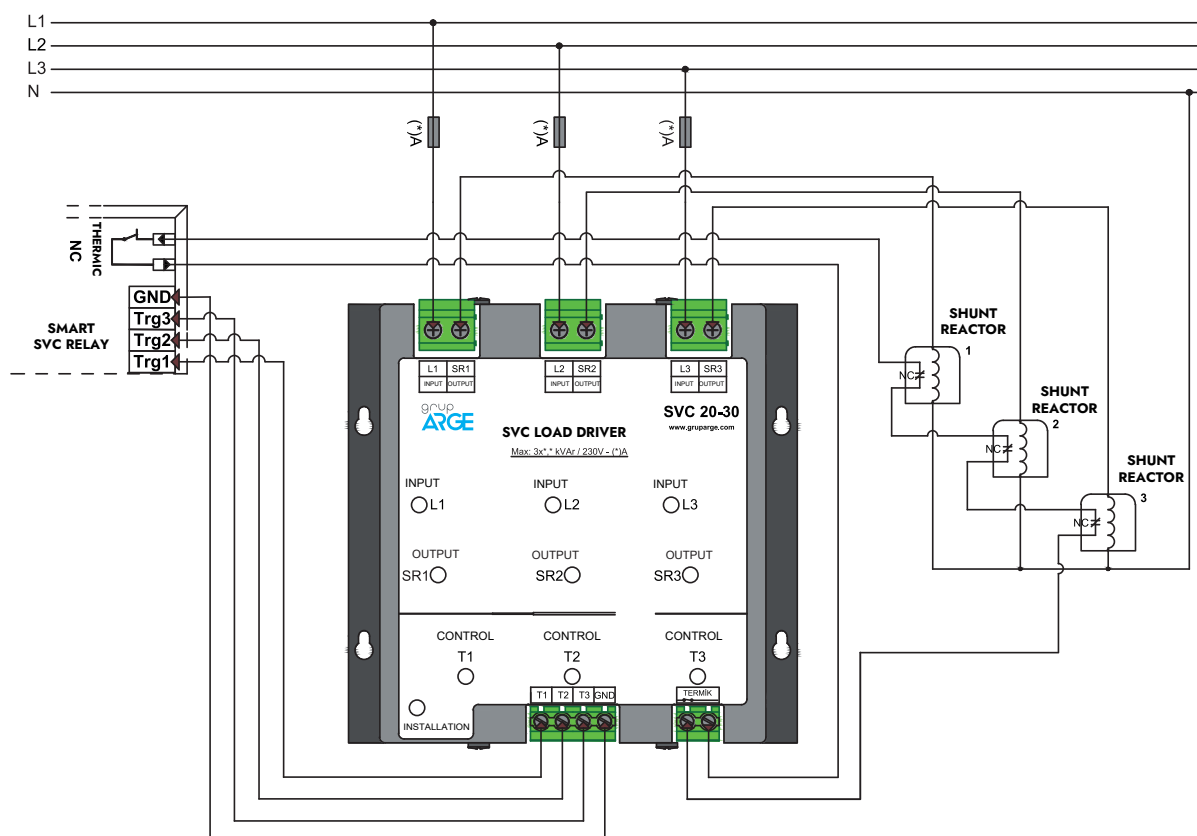 L1
L2
L3
N
(*)A
(*)A
(*)A
THERMIC
NC
GND
Trg3
Trg2
Trg1
SMART
SVC RELAY
L1 SR1
INPUT OUTPUT
L2 SR2
INPUT OUTPUT
L3 SR3
INPUT OUTPUT
grup
ARGE
SVC 20-30
www.gruparge.com
SVC LOAD DRIVER
Max: 3x*,* kVAr / 230V - (*)A
INPUT
L1
INPUT
L2
INPUT
L3
OUTPUT
SR1
OUTPUT
SR2
OUTPUT
SR3
CONTROL
T1
CONTROL
T2
CONTROL
T3
INSTALLATION
T1 T2 T3 GND
TERMİK
SHUNT
REACTOR
1
NC
SHUNT
REACTOR
2
NC
SHUNT
REACTOR
3
NC